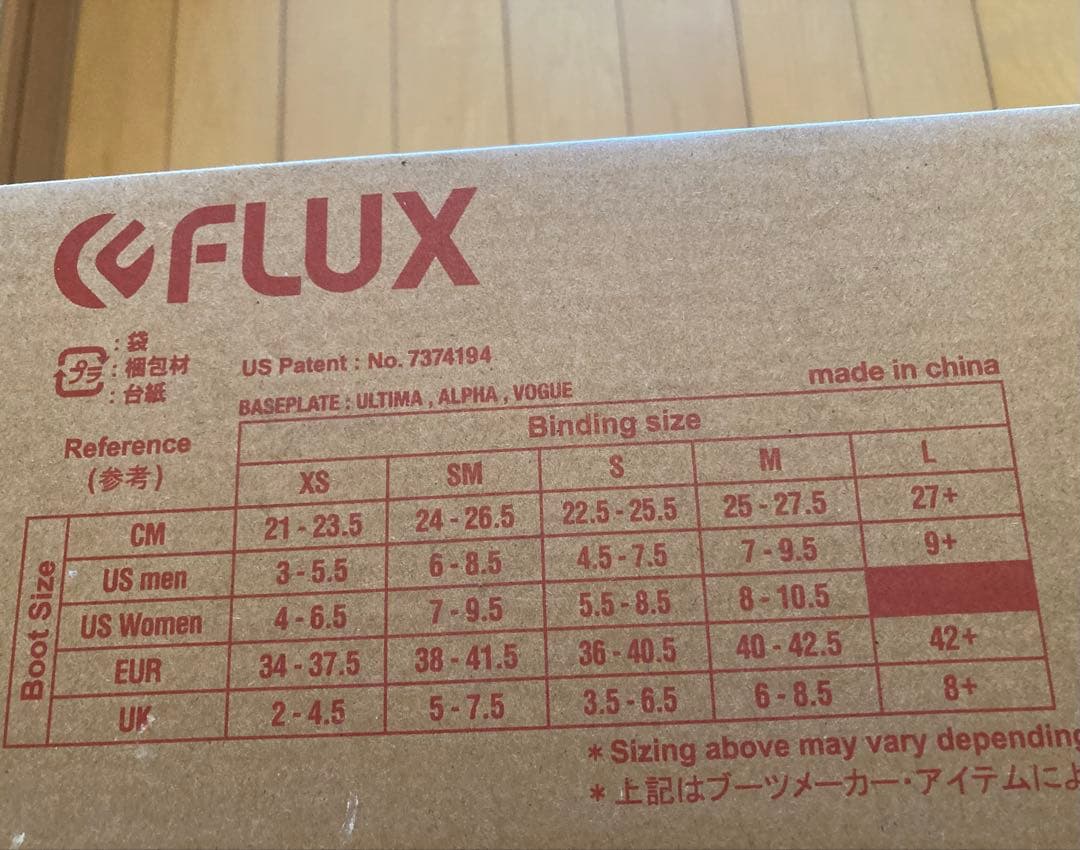 FLUX
プラ
: 袋
: 梱包材
: 台紙
US Patent : No. 7374194
BASEPLATE : ULTIMA , ALPHA , VOGUE
made in china
Reference
(参考)
Binding size
XS SM S M L
Boot Size
CM 21 - 23.5 24 - 26.5 22.5 - 25.5 25 - 27.5 27+
US men 3 - 5.5 6 - 8.5 4.5 - 7.5 7 - 9.5 9+
US Women 4 - 6.5 7 - 9.5 5.5 - 8.5 8 - 10.5
EUR 34 - 37.5 38 - 41.5 36 - 40.5 40 - 42.5 42+
UK 2 - 4.5 5 - 7.5 3.5 - 6.5 6 - 8.5 8+
* Sizing above may vary depending
* 上記はブーツメーカー・アイテムによ